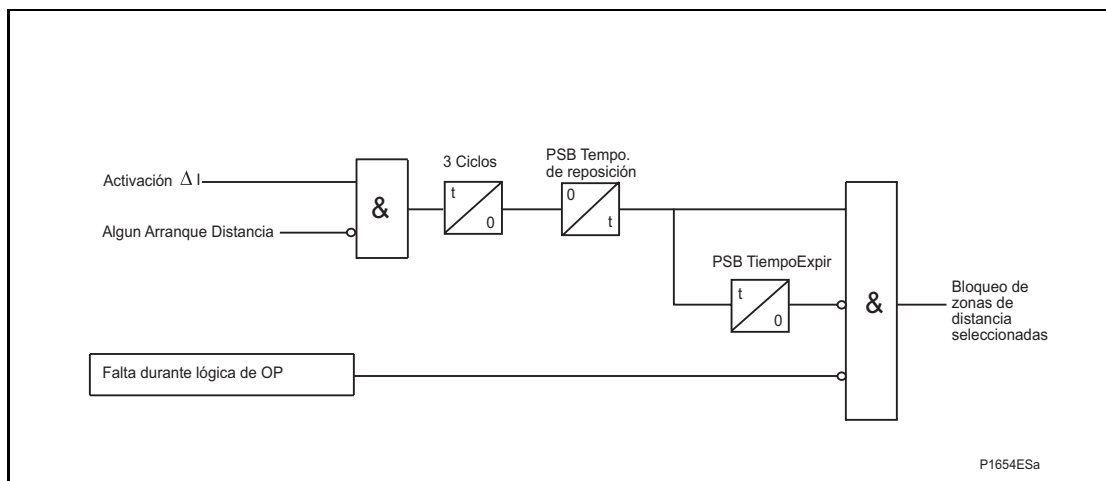 3 Ciclos
PSB Tempo.
de reposición
Activación Δ I
t
0
0
t
&
Algun Arranque Distancia
PSB TiempoExpir
t
0
&
Bloqueo de
zonas de
distancia
seleccionadas
Falta durante lógica de OP
P1654ESa